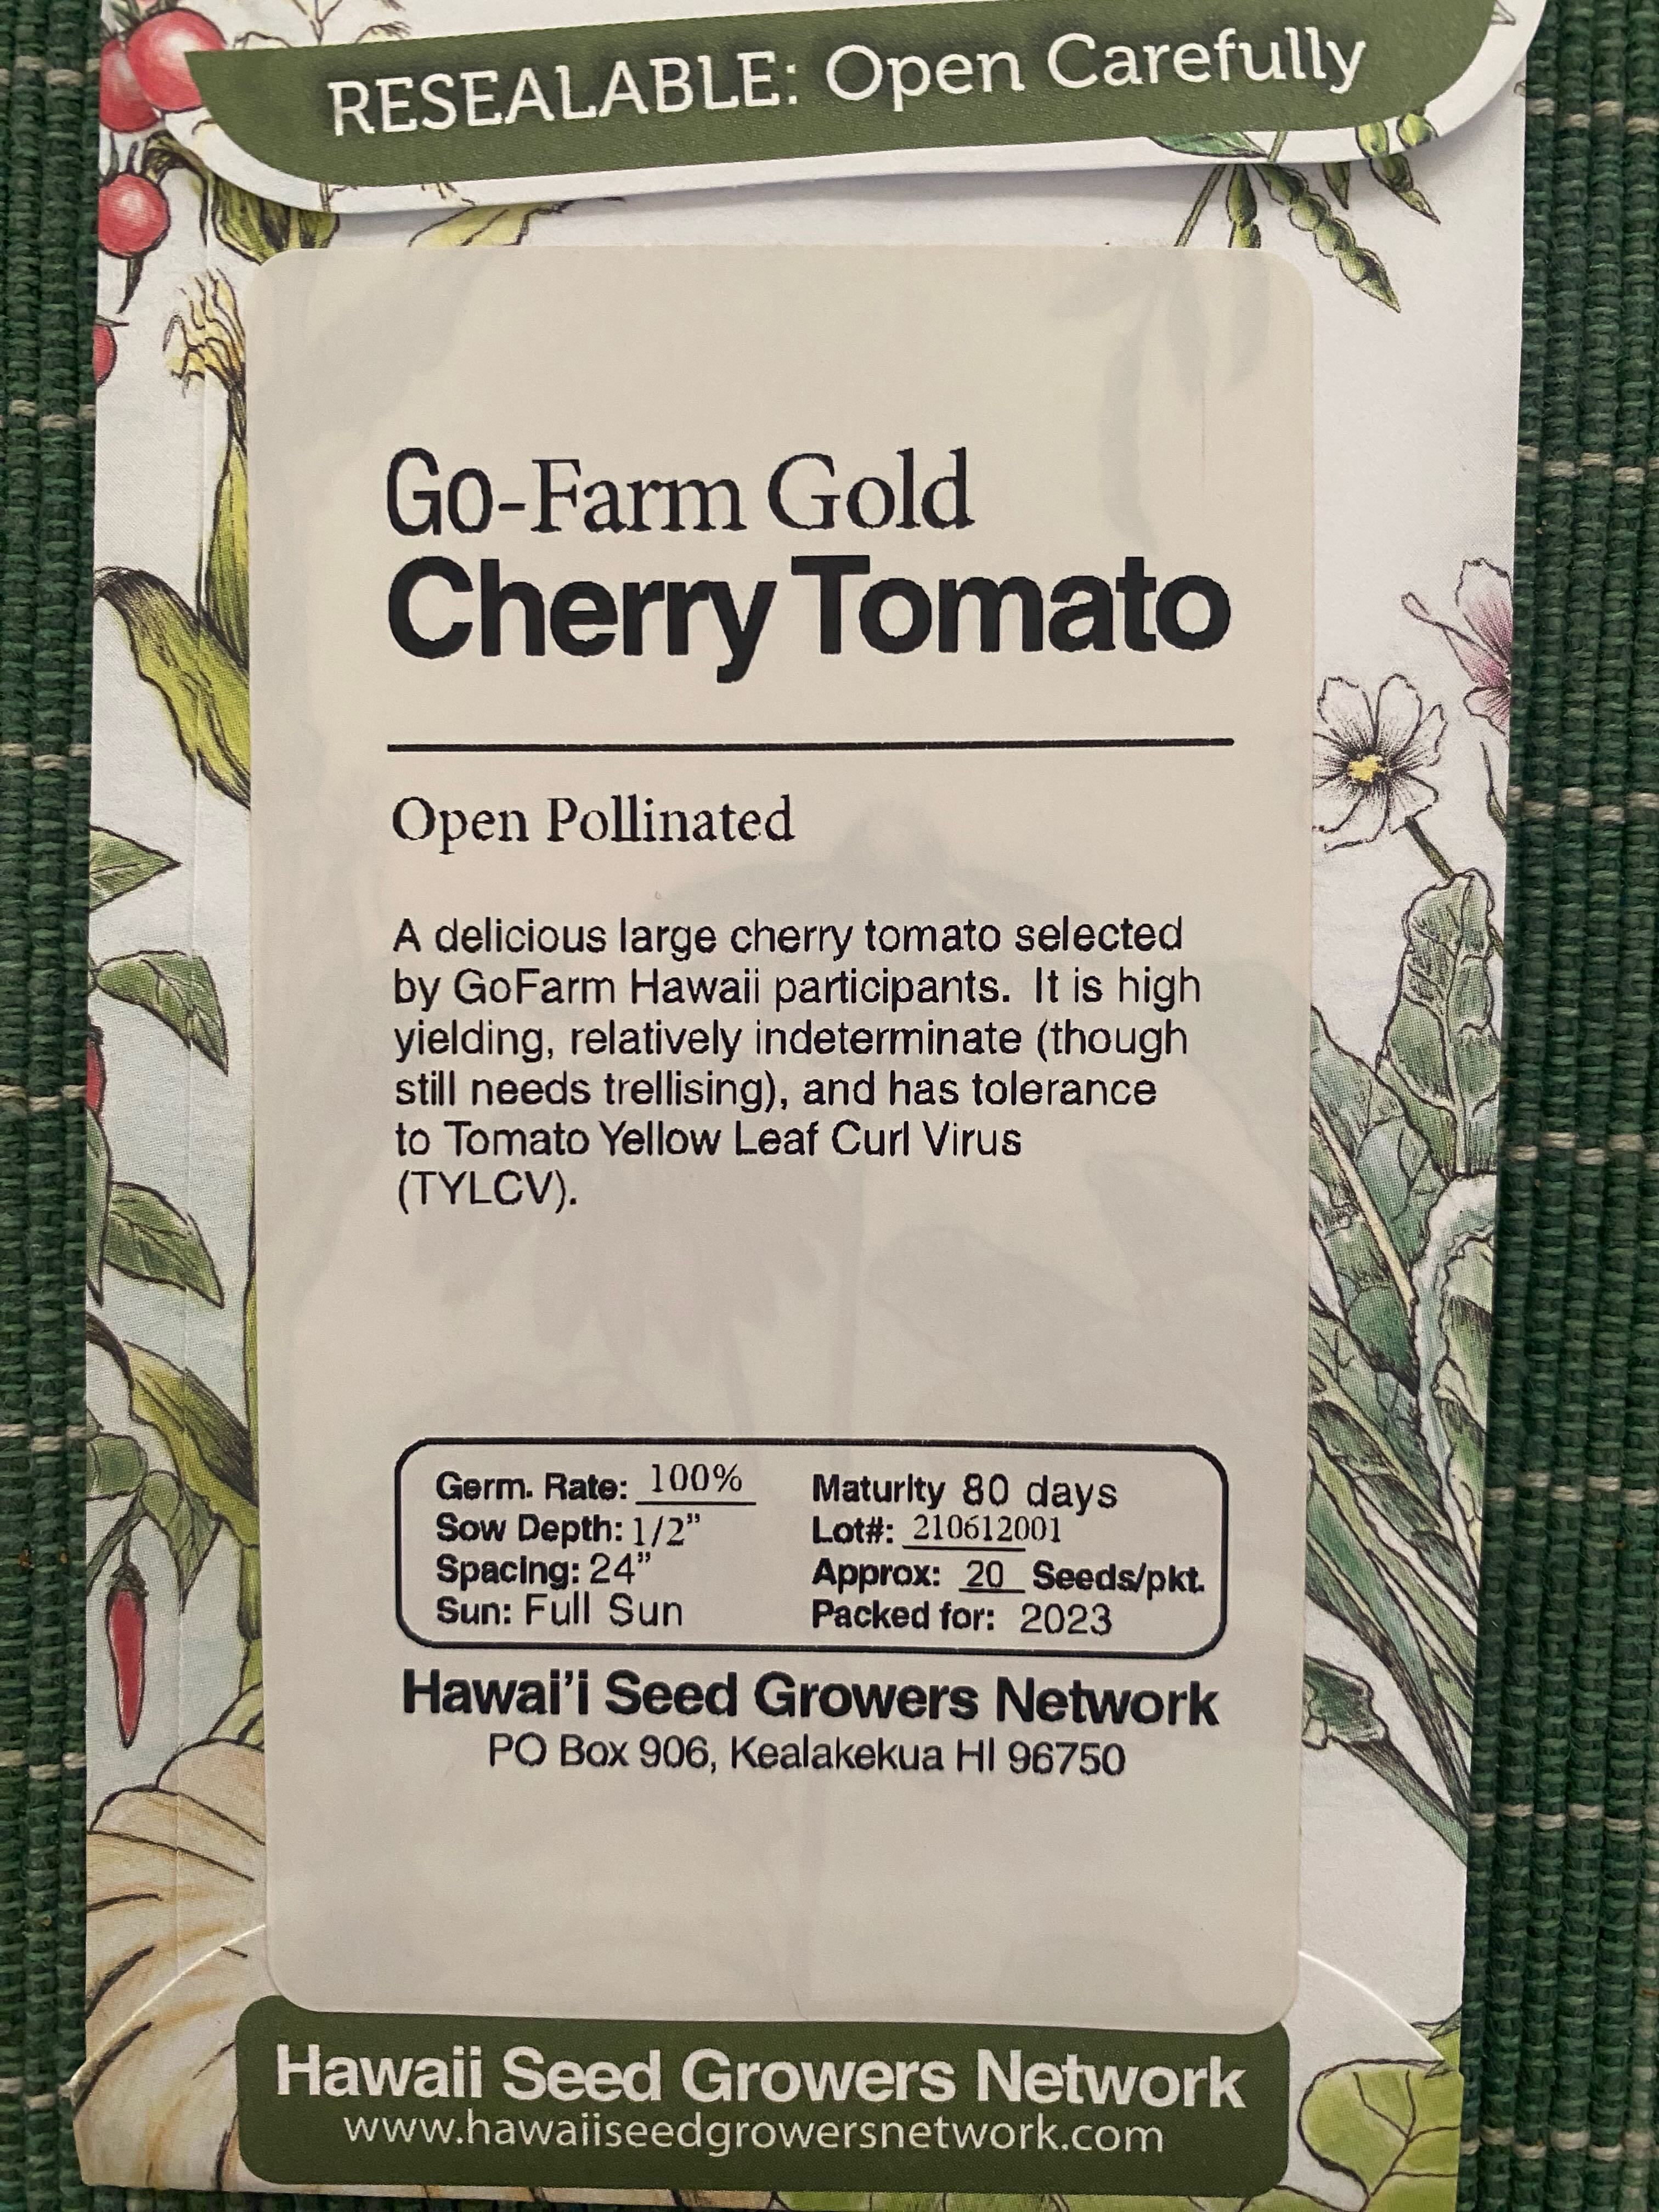 RESEALABLE: Open Carefully
Go-Farm Gold
Cherry Tomato
Open Pollinated
A delicious large cherry tomato selected
by GoFarm Hawaii participants.  It is high
yielding, relatively indeterminate (though
still needs trellising), and has tolerance
to Tomato Yellow Leaf Curl Virus
(TYLCV).
Germ. Rate: 100% Maturity 80 days
Sow Depth: 1/2” Lot#: 210612001
Spacing: 24” Approx: 20 Seeds/pkt.
Sun: Full Sun Packed for: 2023
Hawai’i Seed Growers Network
PO Box 906, Kealakekua HI 96750
Hawaii Seed Growers Network
www.hawaiiseedgrowersnetwork.com